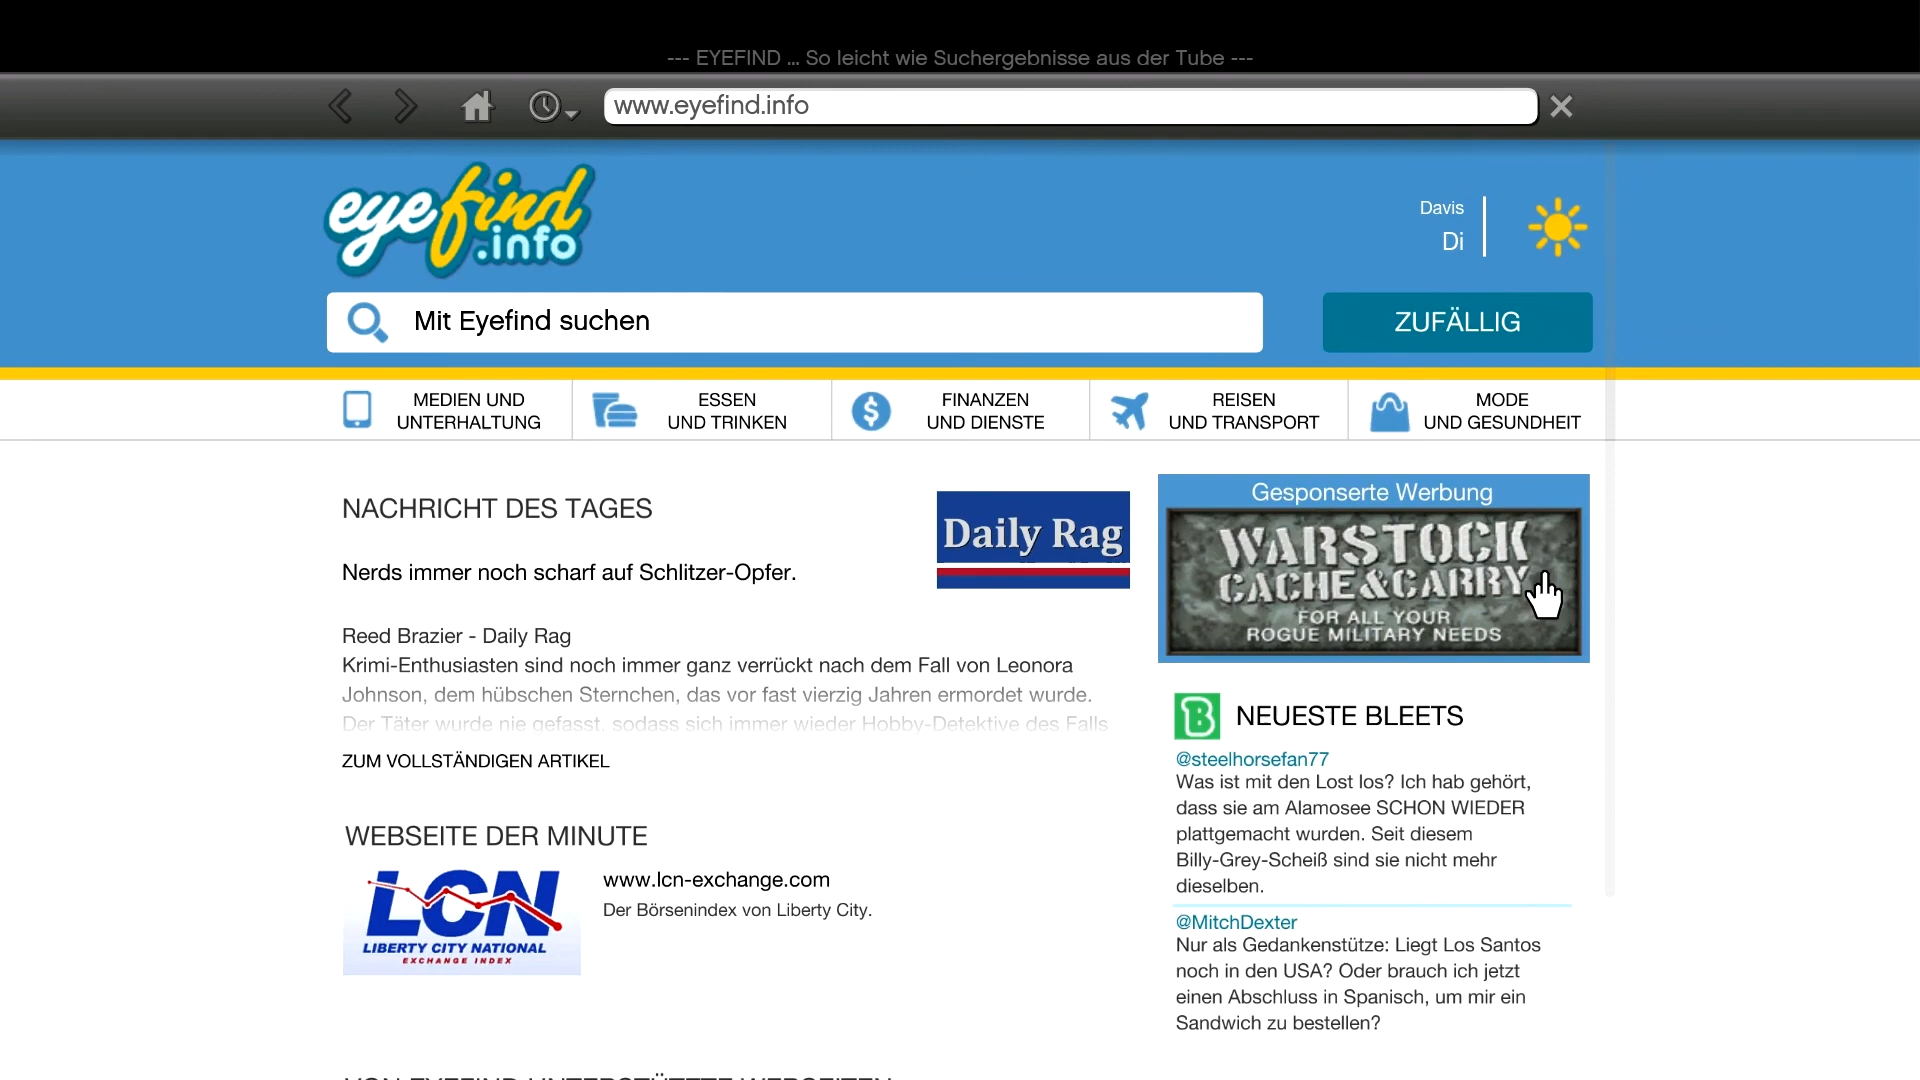 --- EYEFIND ... So leicht wie Suchergebnisse aus der Tube ---
www.eyefind.info
eyefind
.info
Davis
Di
Mit Eyefind suchen
ZUFÄLLIG
MEDIEN UND
UNTERHALTUNG
ESSEN
UND TRINKEN
FINANZEN
UND DIENSTE
REISEN
UND TRANSPORT
MODE
UND GESUNDHEIT
NACHRICHT DES TAGES
Daily Rag
Nerds immer noch scharf auf Schlitzer-Opfer.
Reed Brazier - Daily Rag
Krimi-Enthusiasten sind noch immer ganz verrückt nach dem Fall von Leonora
Johnson, dem hübschen Sternchen, das vor fast vierzig Jahren ermordet wurde.
Der Täter wurde nie gefasst, sodass sich immer wieder Hobby-Detektive des Falls
ZUM VOLLSTÄNDIGEN ARTIKEL
WEBSEITE DER MINUTE
LCN
LIBERTY CITY NATIONAL
EXCHANGE INDEX
www.lcn-exchange.com
Der Börsenindex von Liberty City.
Gesponserte Werbung
WARSTOCK
CACHE&CARRY
FOR ALL YOUR
ROGUE MILITARY NEEDS
B
NEUESTE BLEETS
@steelhorsefan77
Was ist mit den Lost los? Ich hab gehört,
dass sie am Alamosee SCHON WIEDER
plattgemacht wurden. Seit diesem
Billy-Grey-Scheiß sind sie nicht mehr
dieselben.
@MitchDexter
Nur als Gedankenstütze: Liegt Los Santos
noch in den USA? Oder brauch ich jetzt
einen Abschluss in Spanisch, um mir ein
Sandwich zu bestellen?
VON EYEFIND UNTERSTÜTZTE WEBSEITEN